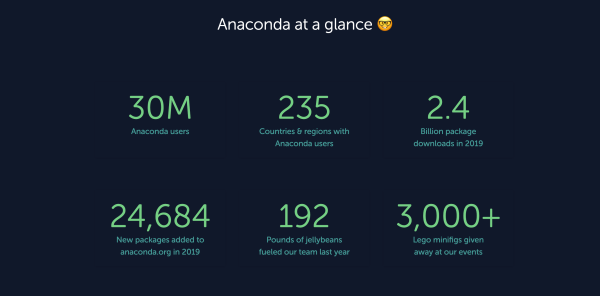 Anaconda at a glance 🤓
30M
Anaconda users
235
Countries & regions with
Anaconda users
2.4
Billion package
downloads in 2019
24,684
New packages added to
anaconda.org in 2019
192
Pounds of jellybeans
fueled our team last year
3,000+
Lego minifigs given
away at our events